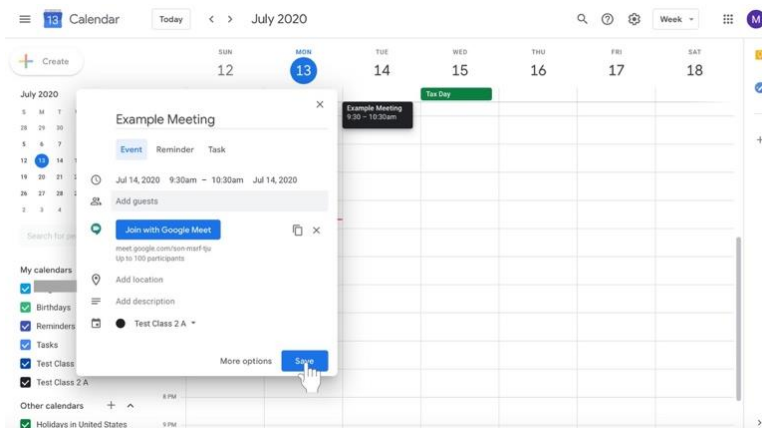 13 Calendar Today July 2020 Week M
Create
SUN MON TUE WED THU FRI SAT
12 13 14 15 16 17 18
Tax Day
Example Meeting
9:30 – 10:30am
July 2020
S M T
28 29 30
5 6 7
12 13 14
19 20 21
26 27 28
2 3 4
Example Meeting
Event Reminder Task
Jul 14, 2020 9:30am – 10:30am Jul 14, 2020
Add guests
Join with Google Meet
meet.google.com/son-marf-tju
Up to 100 participants
Add location
Add description
Test Class 2 A
More options Save
Search for
My calendars
Birthdays
Reminders
Tasks
Test Class
Test Class 2 A
Other calendars
Holidays in United States
8 PM
9 PM